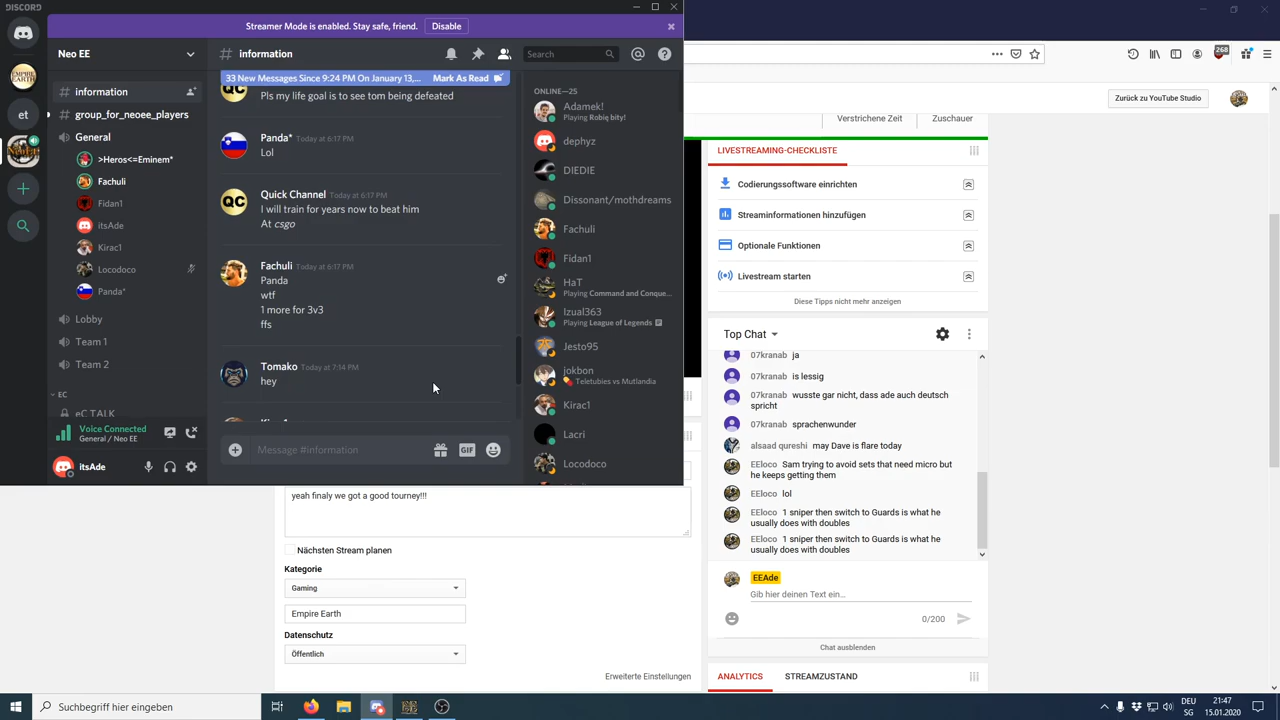 DISCORD
Streamer Mode is enabled. Stay safe, friend.
Disable
Neo EE
# information
Search
33 New Messages Since 9:24 PM On January 13,...
Mark As Read
# information
# group_for_neoee_players
General
*Heros<=Eminem*
Fachuli
Fidan1
itsAde
Kirac1
Locodoco
Panda*
Lobby
Team 1
Team 2
EC
eC TALK
Voice Connected
General / Neo EE
itsAde
et
QC
Pls my life goal is to see tom being defeated
Panda* Today at 6:17 PM
Lol
QC
Quick Channel Today at 6:17 PM
I will train for years now to beat him
At csgo
Fachuli Today at 6:17 PM
Panda
wtf
1 more for 3v3
ffs
Tomako Today at 7:14 PM
hey
Message #information
GIF
ONLINE—25
Adamek!
Playing Robię bity!
dephyz
DIEDIE
Dissonant/mothdreams
Fachuli
Fidan1
HaT
Playing Command and Conque...
Izual363
Playing League of Legends
Jesto95
jokbon
Teletubies vs Mutlandia
Kirac1
Lacri
Locodoco
268
Zurück zu YouTube Studio
Verstrichene Zeit
Zuschauer
LIVESTREAMING-CHECKLISTE
Codierungssoftware einrichten
Streaminformationen hinzufügen
Optionale Funktionen
Livestream starten
Diese Tipps nicht mehr anzeigen
Top Chat
07kranab ja
07kranab is lessig
07kranab wusste gar nicht, dass ade auch deutsch
spricht
07kranab sprachenwunder
alsaad qureshi may Dave is flare today
EEloco Sam trying to avoid sets that need micro but
he keeps getting them
EEloco lol
EEloco 1 sniper then switch to Guards is what he
usually does with doubles
EEloco 1 sniper then switch to Guards is what he
usually does with doubles
EEAde
Gib hier deinen Text ein...
0/200
Chat ausblenden
ANALYTICS
STREAMZUSTAND
yeah finaly we got a good tourney!!!
Nächsten Stream planen
Kategorie
Gaming
Empire Earth
Datenschutz
Öffentlich
Erweiterte Einstellungen
Suchbegriff hier eingeben
DEU
SG
21:47
15.01.2020